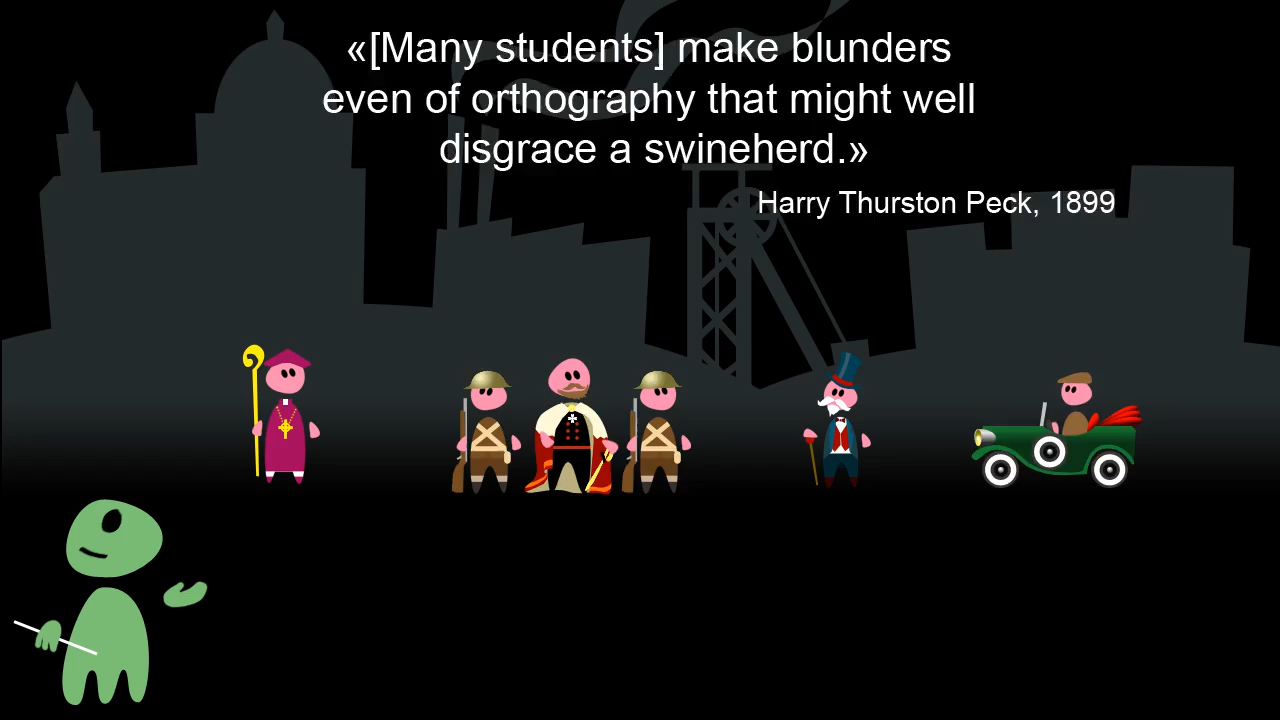 «[Many students] make blunders
even of orthography that might well
disgrace a swineherd.»
Harry Thurston Peck, 1899